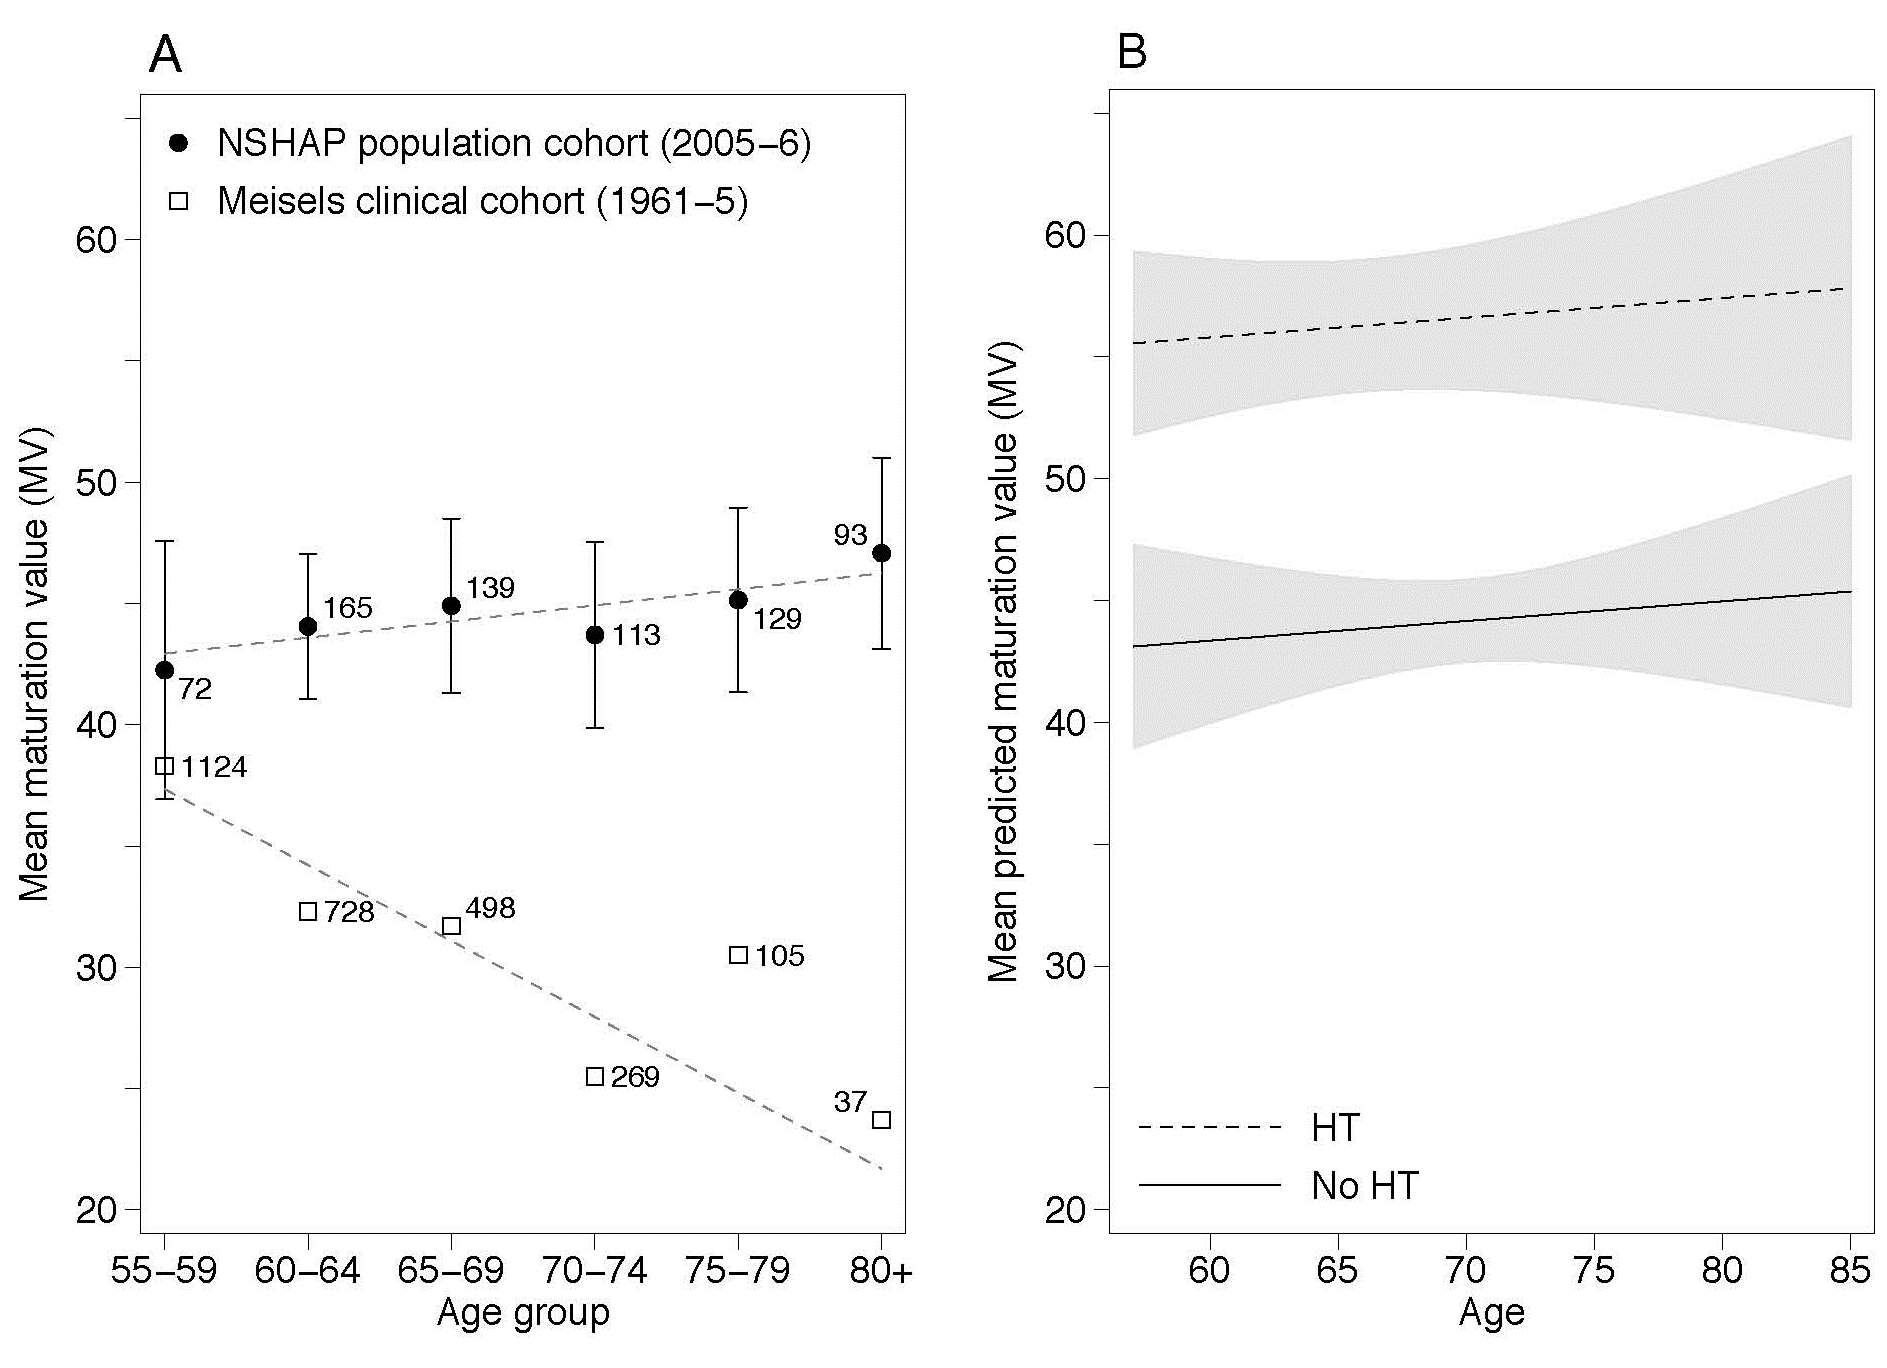 A
NSHAP population cohort (2005–6)
Meisels clinical cohort (1961–5)
Mean maturation value (MV)
60
50
40
30
20
93
139
165
129
113
72
1124
498
728
105
269
37
55–59 60–64 65–69 70–74 75–79 80+
Age group
B
Mean predicted maturation value (MV)
60
50
40
30
20
HT
No HT
60 65 70 75 80 85
Age